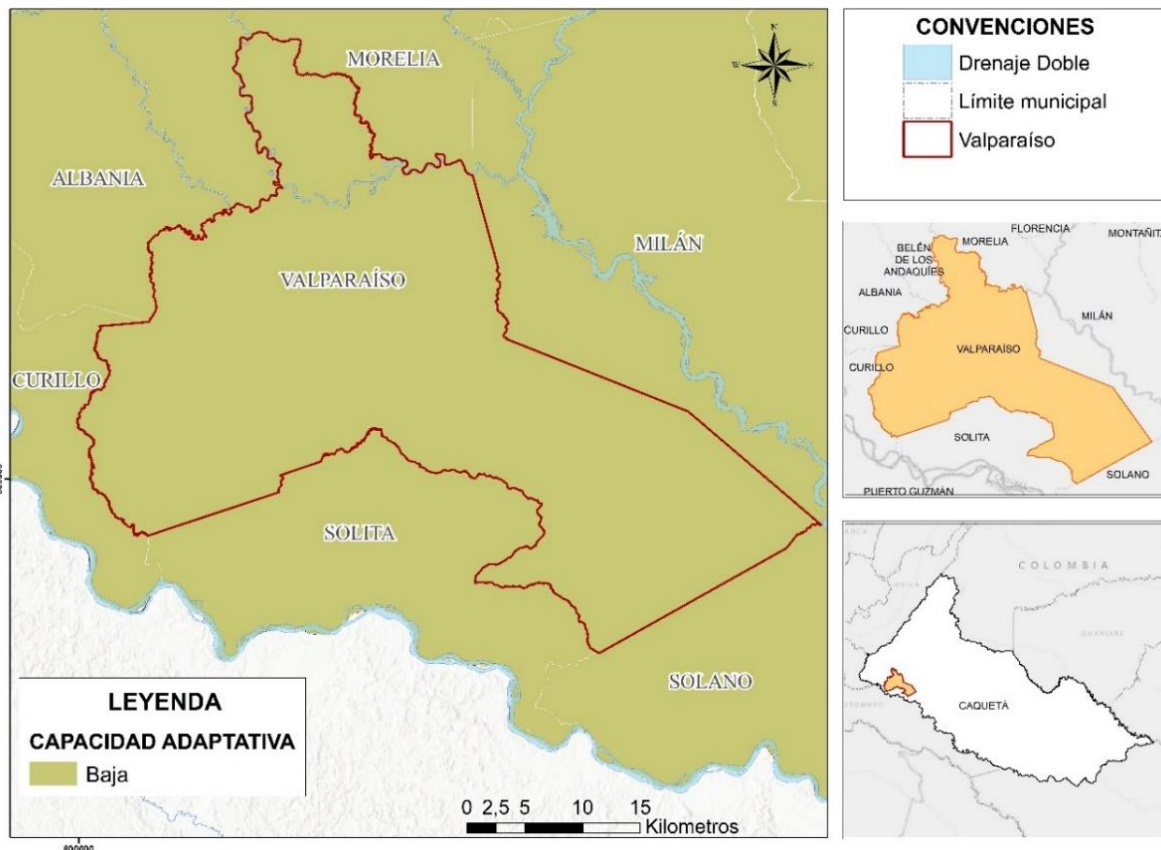 MORELIA
ALBANIA
MILÁN
VALPARAÍSO
CURILLO
SOLITA
SOLANO
LEYENDA
CAPACIDAD ADAPTATIVA
Baja
0 2,5 5 10 15
Kilometros
N
W E
S
CONVENCIONES
Drenaje Doble
Límite municipal
Valparaíso
FLORENCIA
MONTAÑITA
BELÉN
DE LOS
ANDAQUÍES
MORELIA
ALBANIA
MILÁN
CURILLO
VALPARAÍSO
CURILLO
SOLITA
SOLANO
PUERTO GUZMÁN
COLOMBIA
GUAVIARE
CAQUETÁ